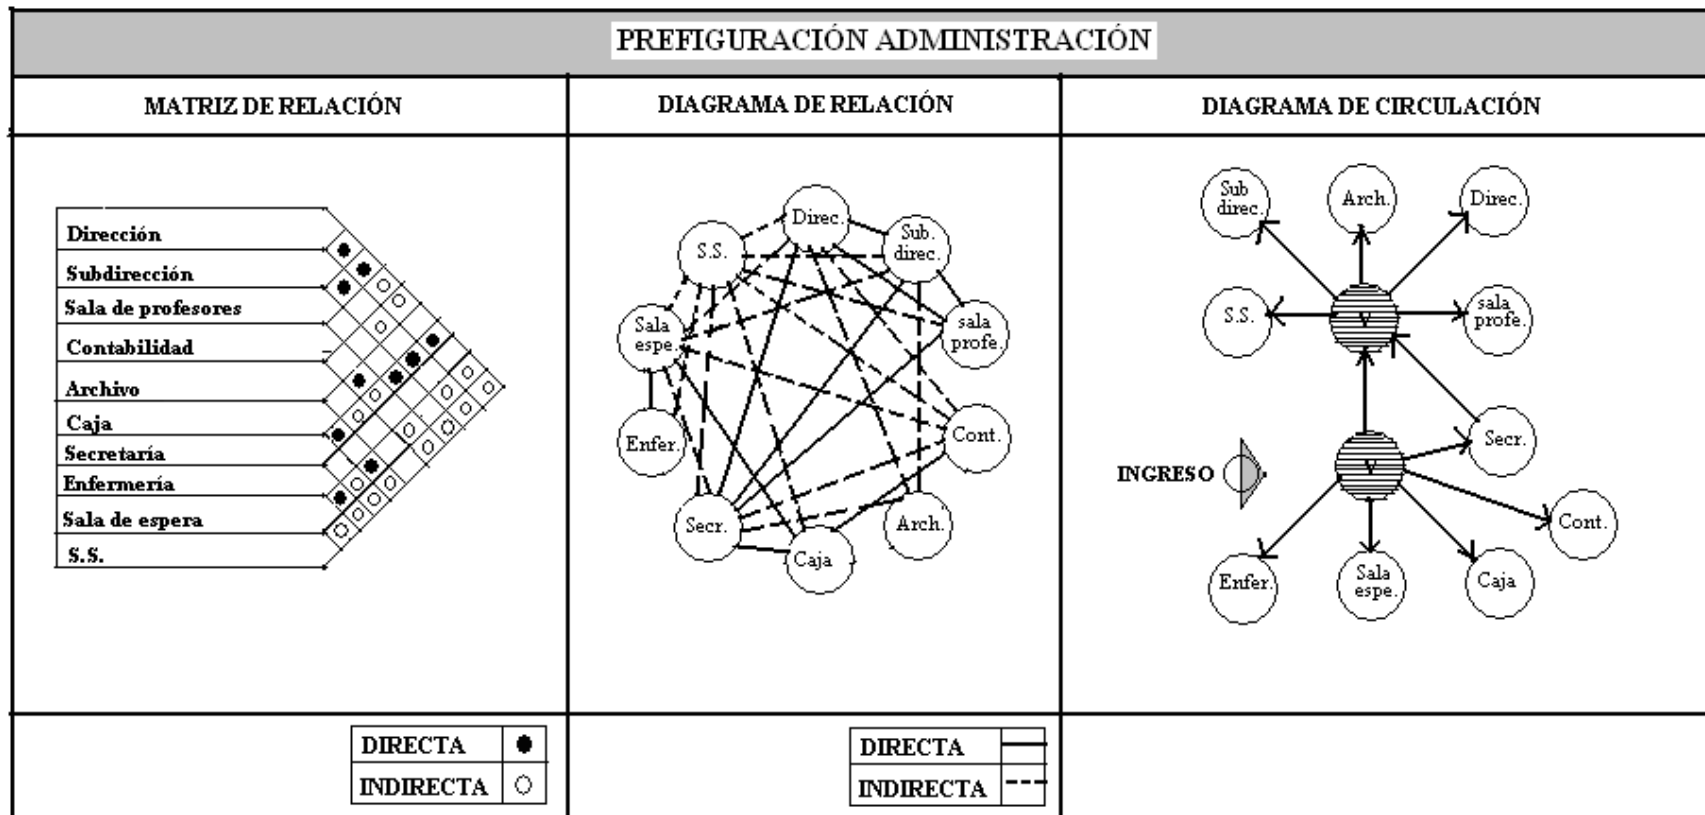 PREFIGURACIÓN ADMINISTRACIÓN
MATRIZ DE RELACIÓN
DIAGRAMA DE RELACIÓN
DIAGRAMA DE CIRCULACIÓN
Dirección
Subdirección
Sala de profesores
Contabilidad
Archivo
Caja
Secretaría
Enfermería
Sala de espera
S.S.
DIRECTA
INDIRECTA
Direc.
Sub.
direc.
S.S.
Sala
espe.
sala
profe.
Enfer.
Cont.
Secr.
Arch.
Caja
DIRECTA
INDIRECTA
Sub
direc.
Arch.
Direc.
S.S.
V
sala
profe.
INGRESO
V
Secr.
Cont.
Enfer.
Sala
espe.
Caja